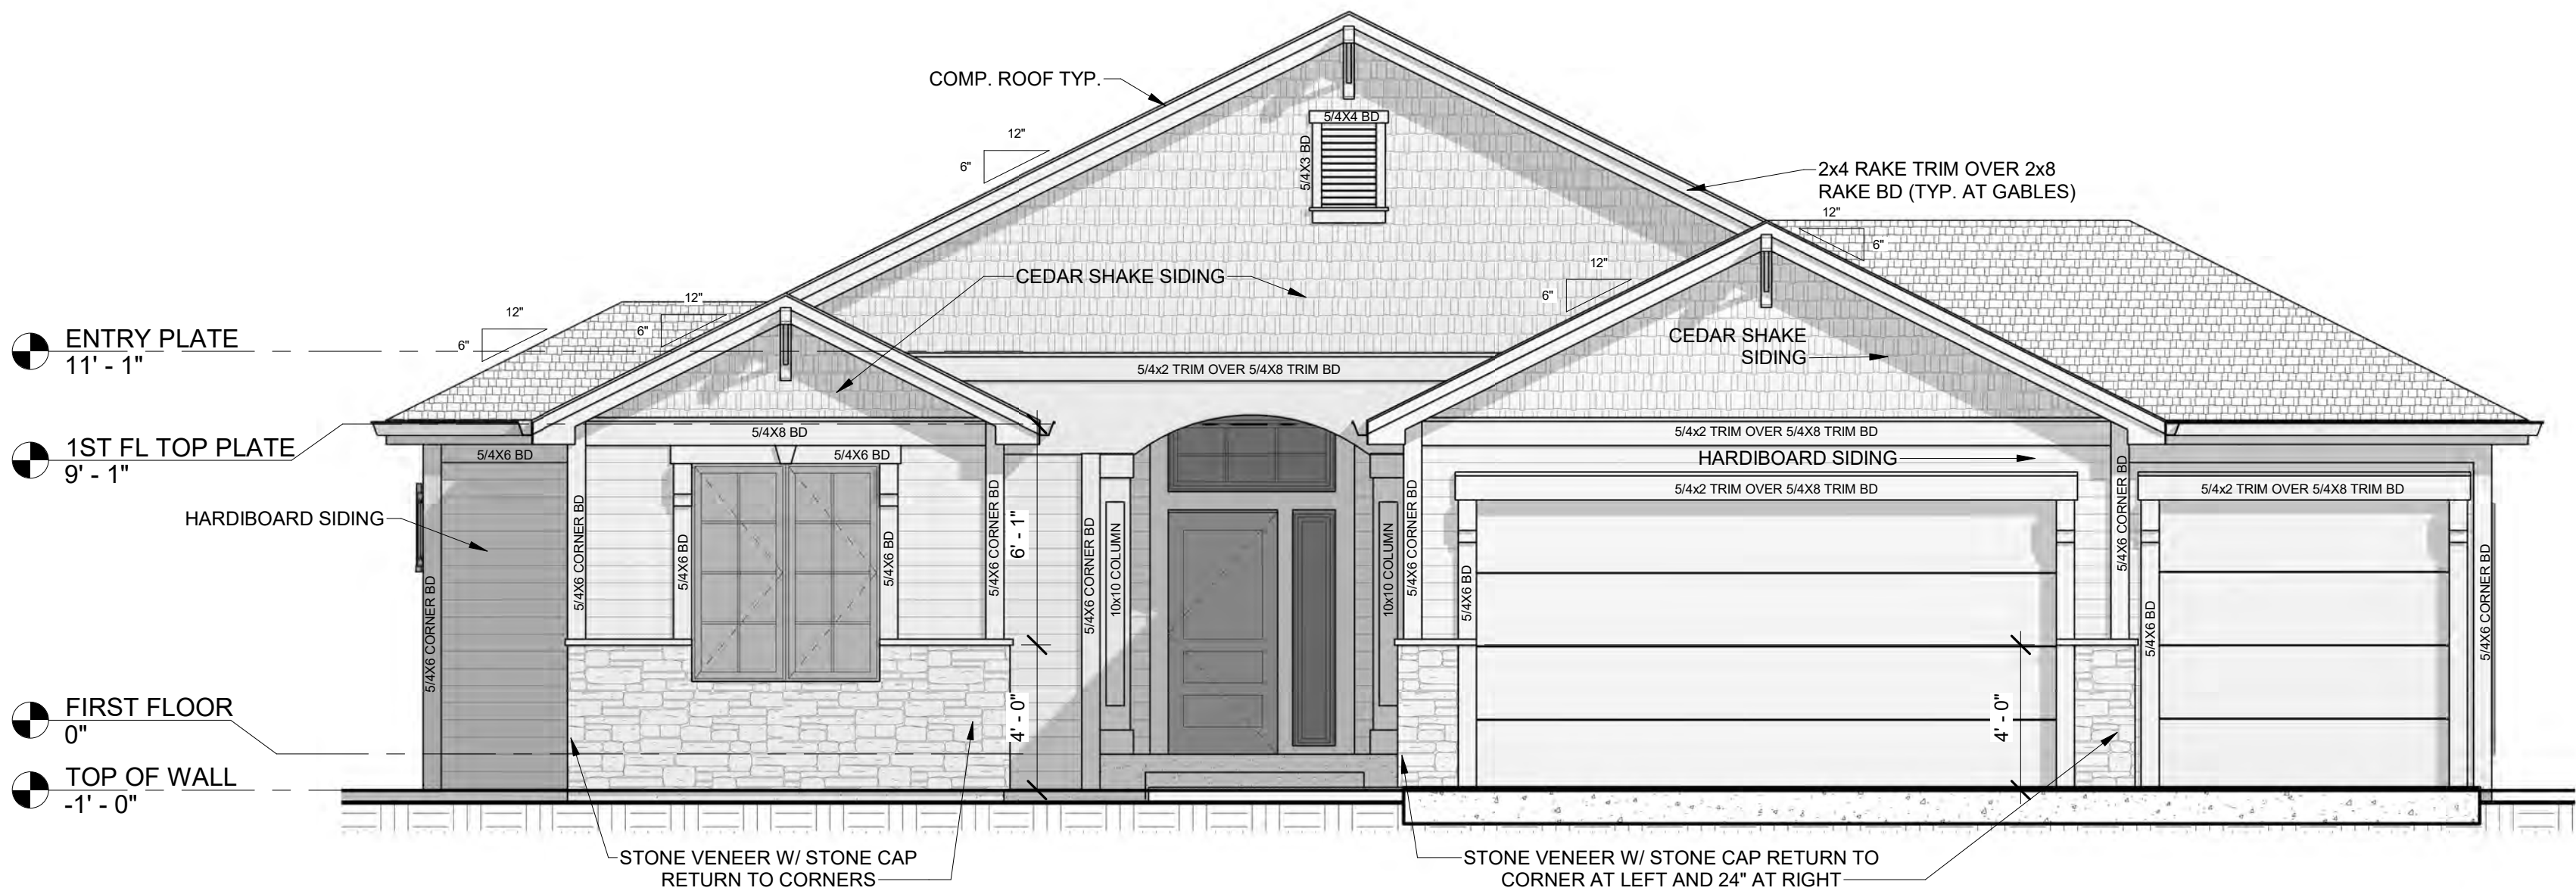 COMP. ROOF TYP.
5/4X4 BD
5/4X3 BD
12"
6"
2x4 RAKE TRIM OVER 2x8
RAKE BD (TYP. AT GABLES)
12"
6"
CEDAR SHAKE SIDING
12"
6"
12"
6"
12"
6"
CEDAR SHAKE
SIDING
ENTRY PLATE
11' - 1"
5/4x2 TRIM OVER 5/4X8 TRIM BD
1ST FL TOP PLATE
9' - 1"
5/4X8 BD
5/4x2 TRIM OVER 5/4X8 TRIM BD
5/4X6 BD
5/4X6 BD
HARDIBOARD SIDING
5/4x2 TRIM OVER 5/4X8 TRIM BD
5/4x2 TRIM OVER 5/4X8 TRIM BD
HARDIBOARD SIDING
5/4X6 CORNER BD
5/4X6 CORNER BD
5/4X6 BD
5/4X6 BD
5/4X6 CORNER BD
6' - 1"
5/4X6 CORNER BD
10x10 COLUMN
10x10 COLUMN
5/4X6 CORNER BD
5/4X6 BD
5/4X6 CORNER BD
5/4X6 BD
5/4X6 CORNER BD
4' - 0"
4' - 0"
FIRST FLOOR
0"
TOP OF WALL
-1' - 0"
STONE VENEER W/ STONE CAP
RETURN TO CORNERS
STONE VENEER W/ STONE CAP RETURN TO
CORNER AT LEFT AND 24" AT RIGHT